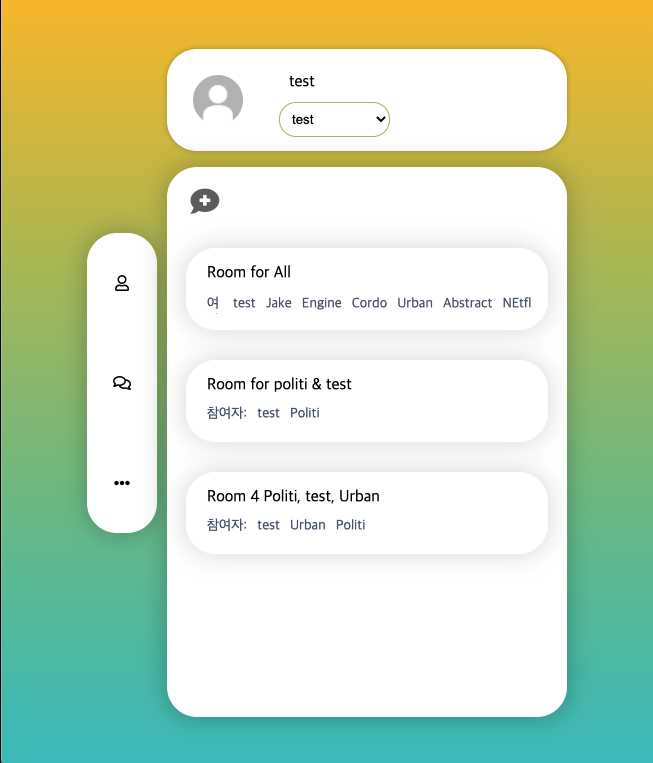 test
test
Room for All
여 test Jake Engine Cordo Urban Abstract NEtfl
Room for politi & test
참여자: test Politi
Room 4 Politi, test, Urban
참여자: test Urban Politi